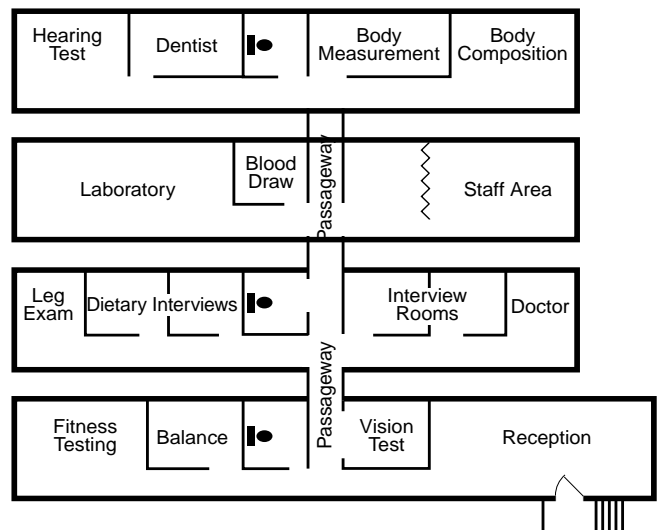 Hearing
Test
Dentist
Body
Measurement
Body
Composition
Laboratory
Blood
Draw
Passageway
Staff Area
Leg
Exam
Dietary Interviews
Interview
Rooms
Doctor
Passageway
Fitness
Testing
Balance
Vision
Test
Reception